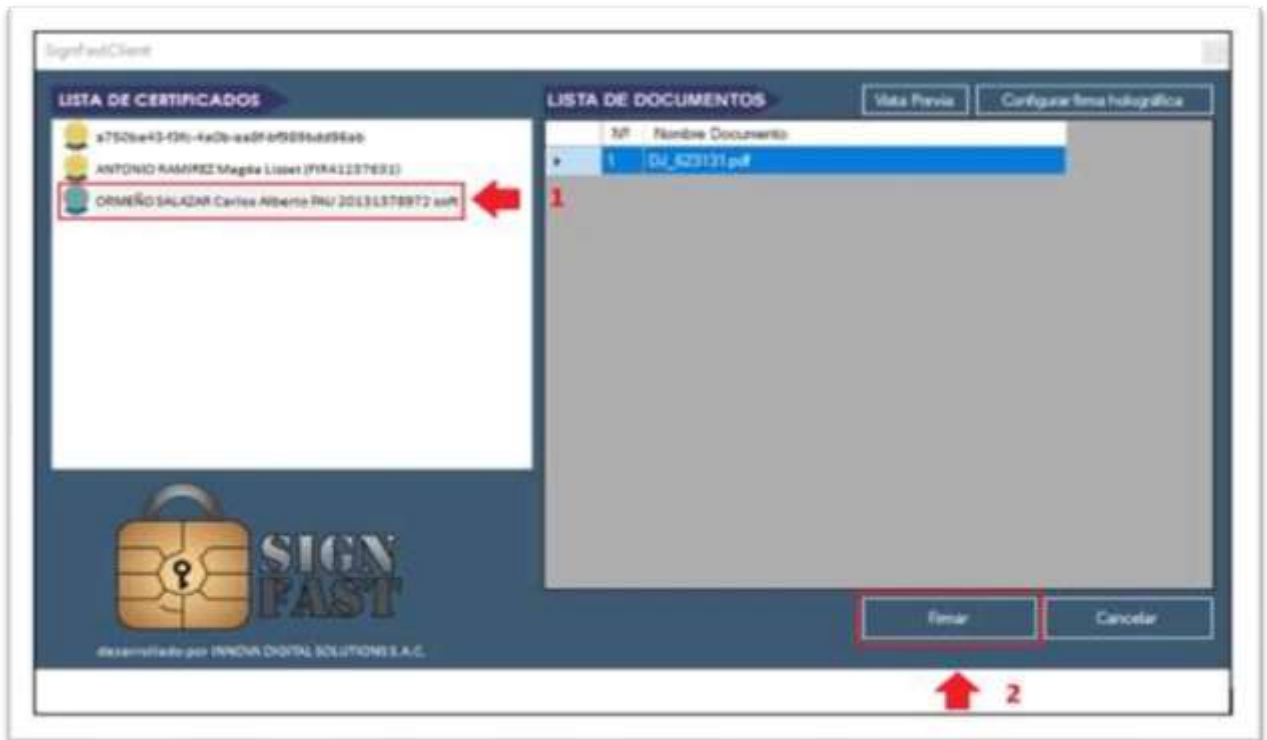 SignFastClient
LISTA DE CERTIFICADOS
ANTONIO RAMIREZ Magda Lisset
ORMEÑO SALAZAR Carlos Alberto FAU 20131378972 soft
1
LISTA DE DOCUMENTOS
Vista Previa
Configurar firma holográfica
Nº Nombre Documento
1 DJ_623131.pdf
SIGN
FAST
desarrollado por INNOVA DIGITAL SOLUTIONS S.A.C.
Firmar
Cancelar
2